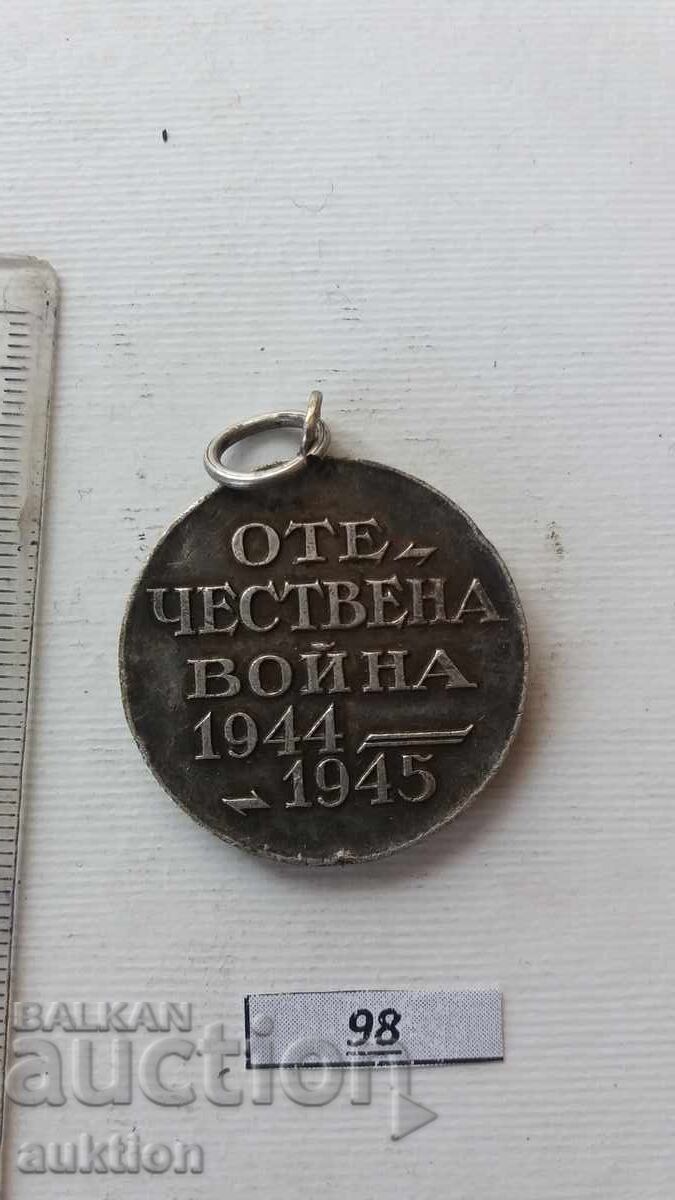 ОТЕ-
ЧЕСТВЕНА
ВОЙНА
1944 —
- 1945
98
BALKAN
auction
auktion